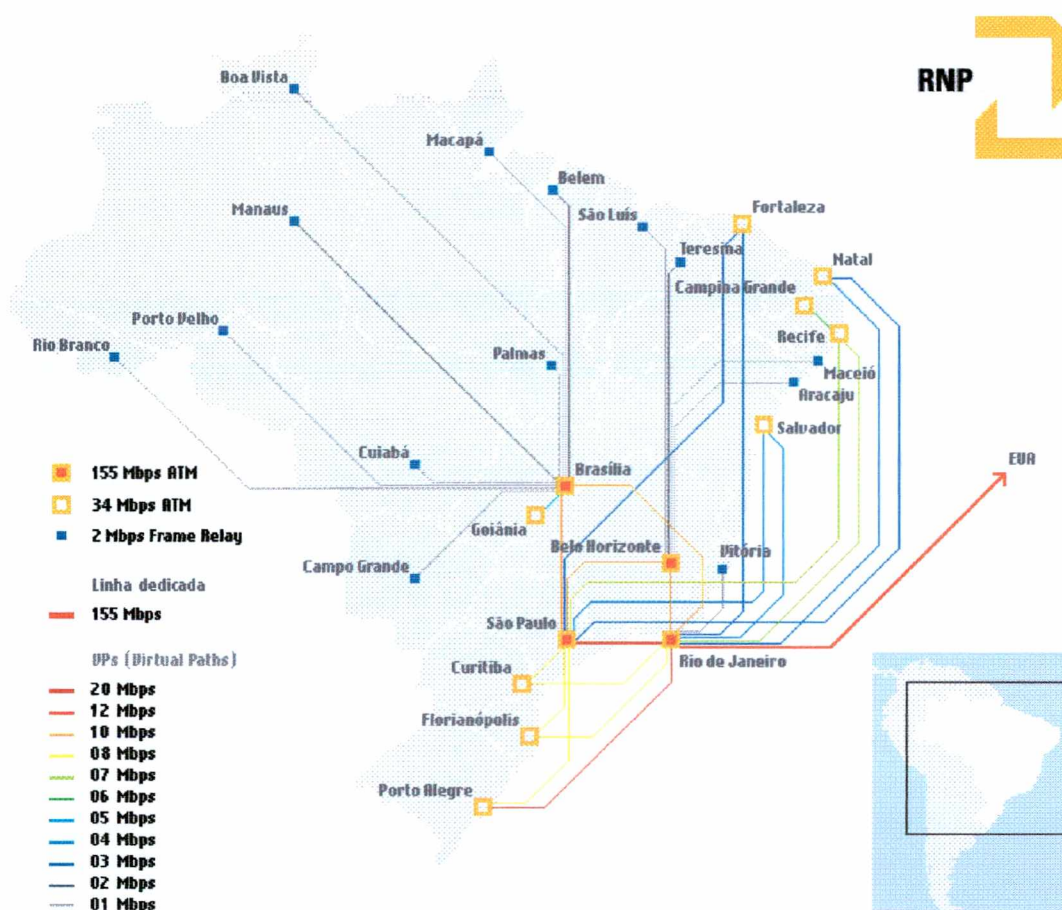 RNP
Boa Vista
Macapá
Belem
São Luís
Fortaleza
Manaus
Teresina
Natal
Campina Grande
Porto Velho
Recife
Rio Branco
Palmas
Maceió
Aracaju
Salvador
Cuiabá
Brasília
EUA
155 Mbps ATM
34 Mbps ATM
2 Mbps Frame Relay
Goiânia
Belo Horizonte
Vitória
Campo Grande
Linha dedicada
155 Mbps
São Paulo
Rio de Janeiro
Curitiba
VPs (Virtual Paths)
Florianópolis
20 Mbps
12 Mbps
10 Mbps
08 Mbps
07 Mbps
06 Mbps
05 Mbps
04 Mbps
03 Mbps
02 Mbps
01 Mbps
Porto Alegre